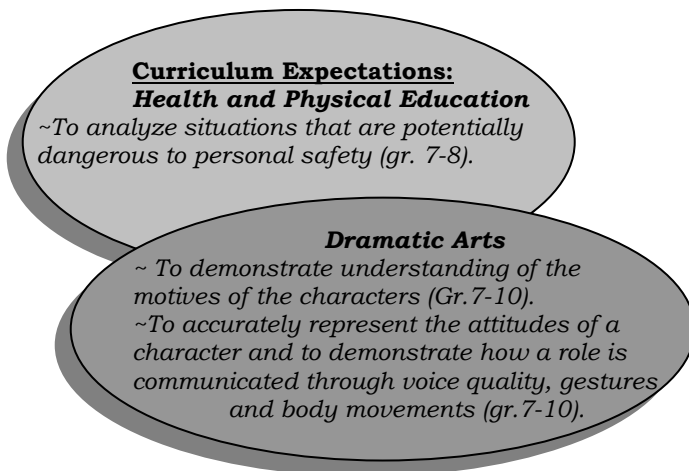 Curriculum Expectations:
Health and Physical Education
~To analyze situations that are potentially
dangerous to personal safety (gr. 7-8).
Dramatic Arts
~ To demonstrate understanding of the
motives of the characters (Gr.7-10).
~To accurately represent the attitudes of a
character and to demonstrate how a role is
communicated through voice quality, gestures
and body movements (gr.7-10).